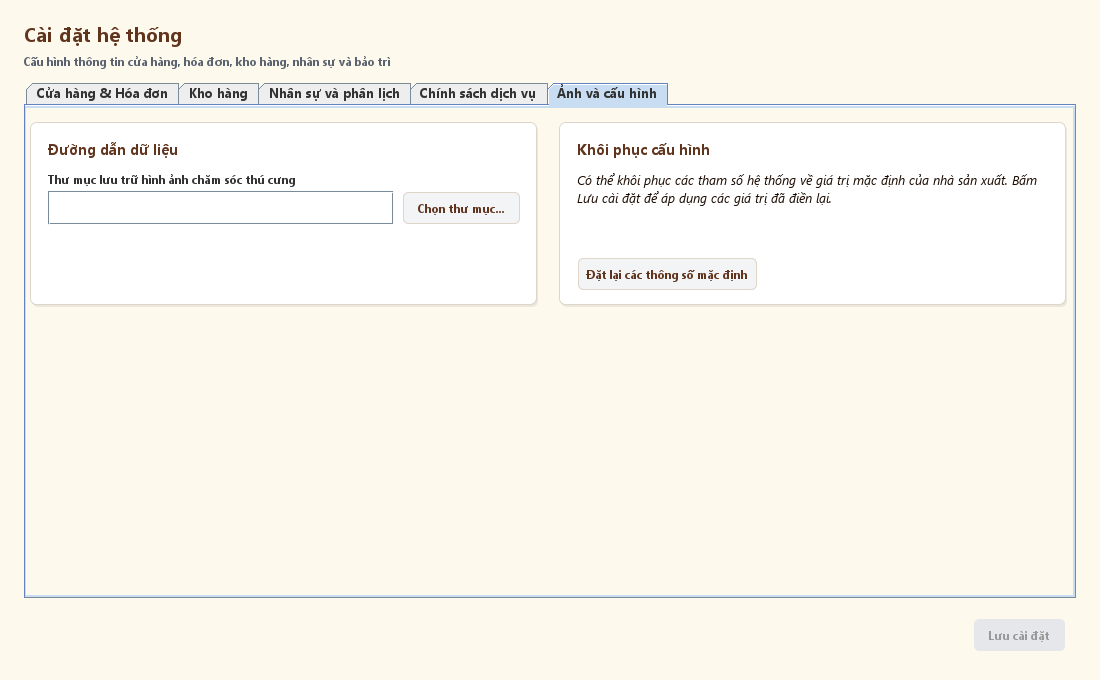 Cài đặt hệ thống
Cấu hình thông tin cửa hàng, hóa đơn, kho hàng, nhân sự và bảo trì
Cửa hàng & Hóa đơn
Kho hàng
Nhân sự và phân lịch
Chính sách dịch vụ
Ảnh và cấu hình
Đường dẫn dữ liệu
Thư mục lưu trữ hình ảnh chăm sóc thú cưng
Chọn thư mục...
Khôi phục cấu hình
Có thể khôi phục các tham số hệ thống về giá trị mặc định của nhà sản xuất. Bấm
Lưu cài đặt để áp dụng các giá trị đã điền lại.
Đặt lại các thông số mặc định
Lưu cài đặt